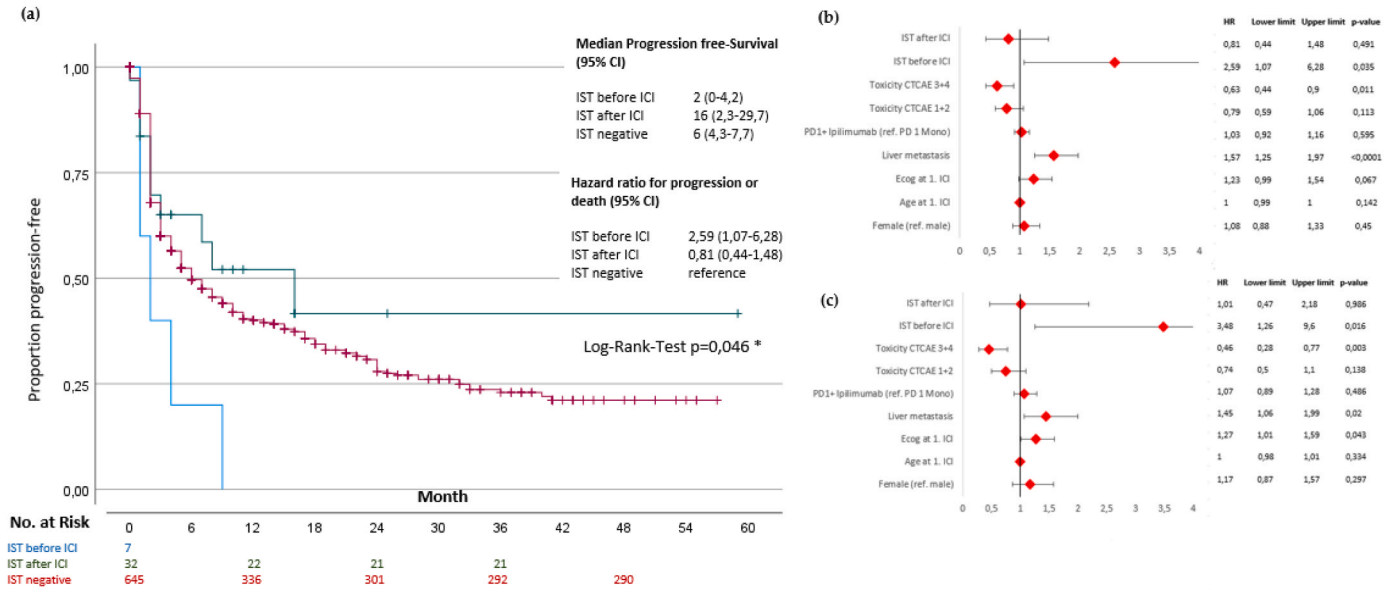 (a)
Median Progression free-Survival
(95% CI)
IST before ICI 2 (0-4,2)
IST after ICI 16 (2,3-29,7)
IST negative 6 (4,3-7,7)
Hazard ratio for progression or
death (95% CI)
IST before ICI 2,59 (1,07-6,28)
IST after ICI 0,81 (0,44-1,48)
IST negative reference
Log-Rank-Test p=0,046 *
Proportion progression-free
1,00
0,75
0,50
0,25
0,00
Month
No. at Risk 0 6 12 18 24 30 36 42 48 54 60
IST before ICI 7
IST after ICI 32 22 21 21
IST negative 645 336 301 292 290
(b)
HR Lower limit Upper limit p-value
IST after ICI 0,81 0,44 1,48 0,491
IST before ICI 2,59 1,07 6,28 0,035
Toxicity CTCAE 3+4 0,63 0,44 0,9 0,011
Toxicity CTCAE 1+2 0,79 0,59 1,06 0,113
PD1+ Ipilimumab (ref. PD 1 Mono) 1,03 0,92 1,16 0,595
Liver metastasis 1,57 1,25 1,97 <0,0001
Ecog at 1. ICI 1,23 0,99 1,54 0,067
Age at 1. ICI 1 0,99 1 0,142
Female (ref. male) 1,08 0,88 1,33 0,45
0 0,5 1 1,5 2 2,5 3 3,5 4
(c)
HR Lower limit Upper limit p-value
IST after ICI 1,01 0,47 2,18 0,986
IST before ICI 3,48 1,26 9,6 0,016
Toxicity CTCAE 3+4 0,46 0,28 0,77 0,003
Toxicity CTCAE 1+2 0,74 0,5 1,1 0,138
PD1+ Ipilimumab (ref. PD 1 Mono) 1,07 0,89 1,28 0,486
Liver metastasis 1,45 1,06 1,99 0,02
Ecog at 1. ICI 1,27 1,01 1,59 0,043
Age at 1. ICI 1 0,98 1,01 0,334
Female (ref. male) 1,17 0,87 1,57 0,297
0 0,5 1 1,5 2 2,5 3 3,5 4